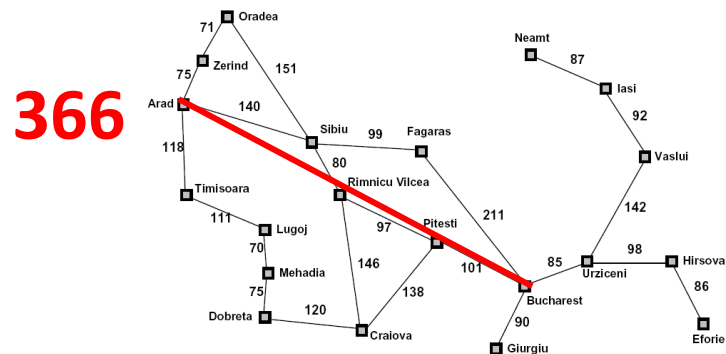 71
Oradea
Neamt
87
Zerind
151
75
Iasi
366
Arad
140
92
Sibiu
99
Fagaras
118
80
Vaslui
Rimnicu Vilcea
Timisoara
142
111
97
Pitesti
211
Lugoj
70
98
146
101
85
Hirsova
Mehadia
Urziceni
75
138
86
Bucharest
120
Dobreta
90
Craiova
Eforie
Giurgiu